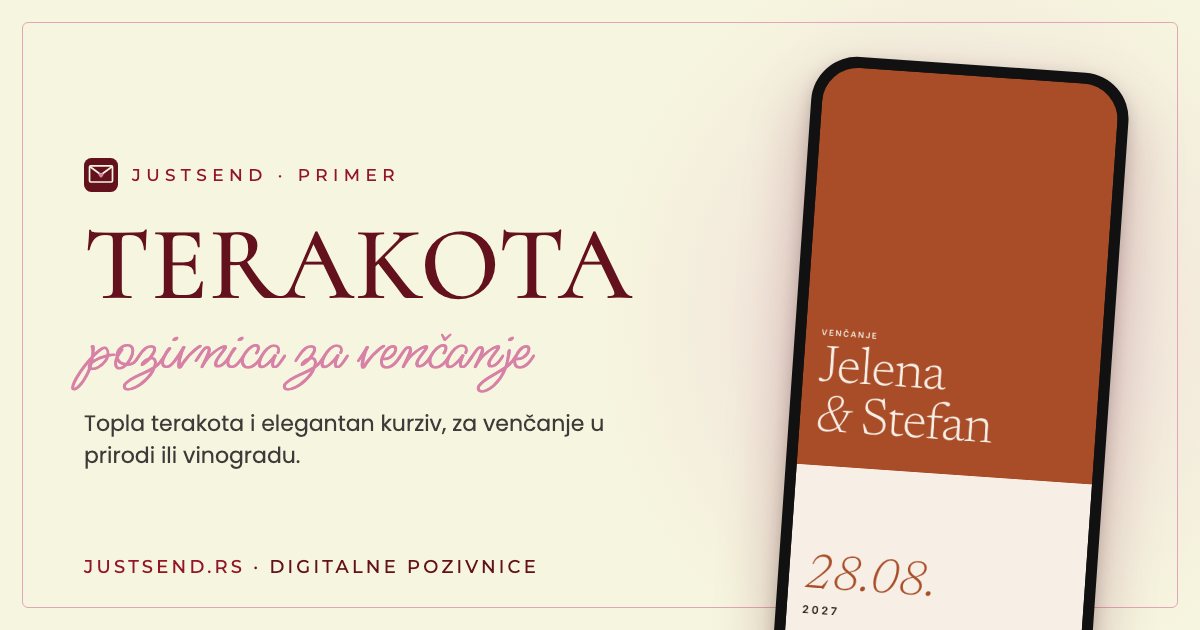 JUSTSEND · PRIMER
TERAKOTA
pozivnica za venčanje
Topla terakota i elegantan kurziv, za venčanje u
prirodi ili vinogradu.
JUSTSEND.RS · DIGITALNE POZIVNICE
VENČANJE
Jelena
& Stefan
28.08.
2027